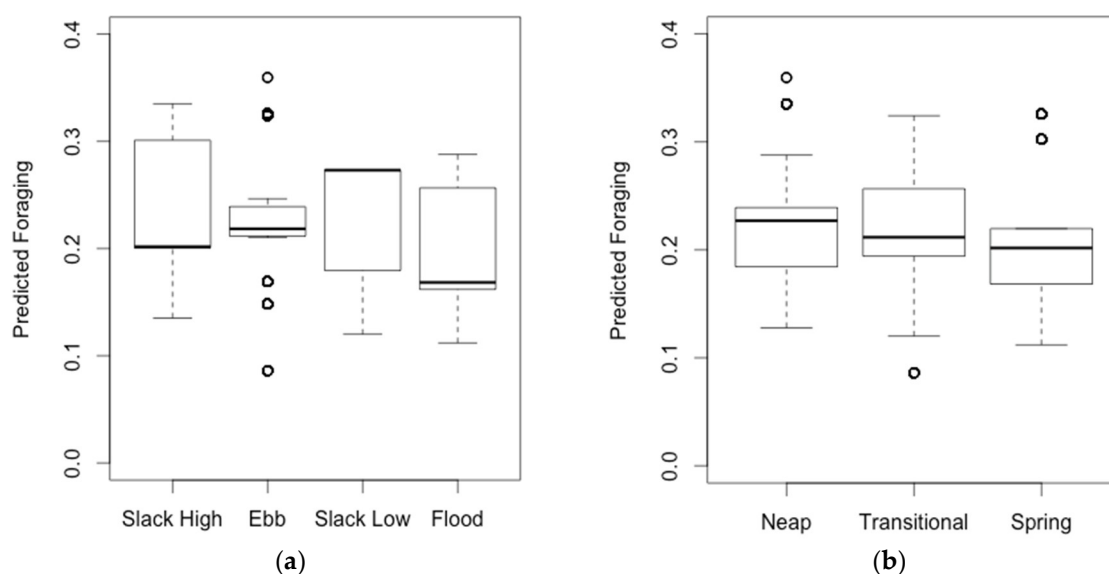 Predicted Foraging
0.4
0.3
0.2
0.1
0.0
Slack High Ebb Slack Low Flood
(a)
Predicted Foraging
0.4
0.3
0.2
0.1
0.0
Neap Transitional Spring
(b)